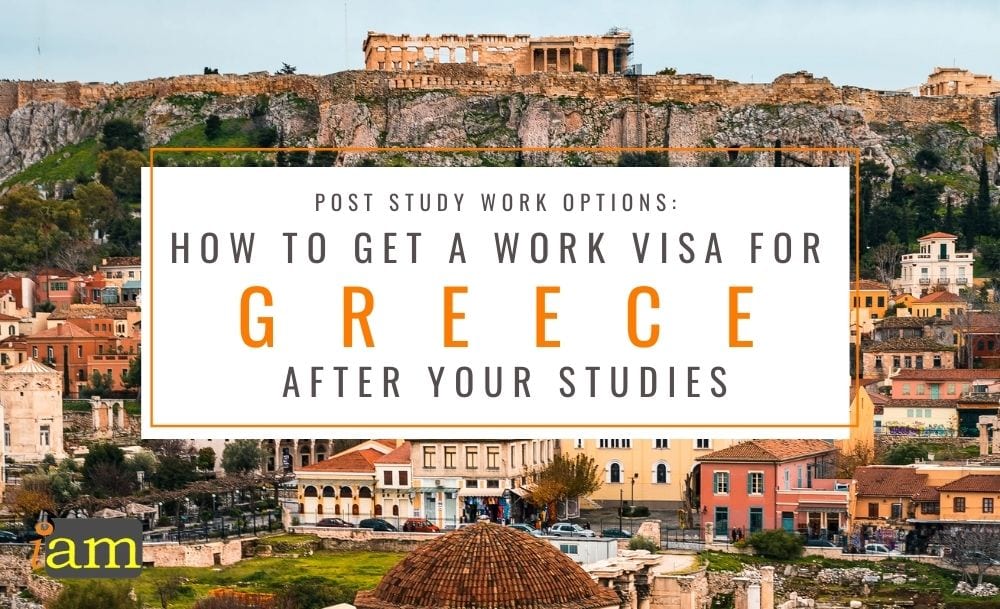 POST STUDY WORK OPTIONS:
HOW TO GET A WORK VISA FOR
GREECE
AFTER YOUR STUDIES
iam